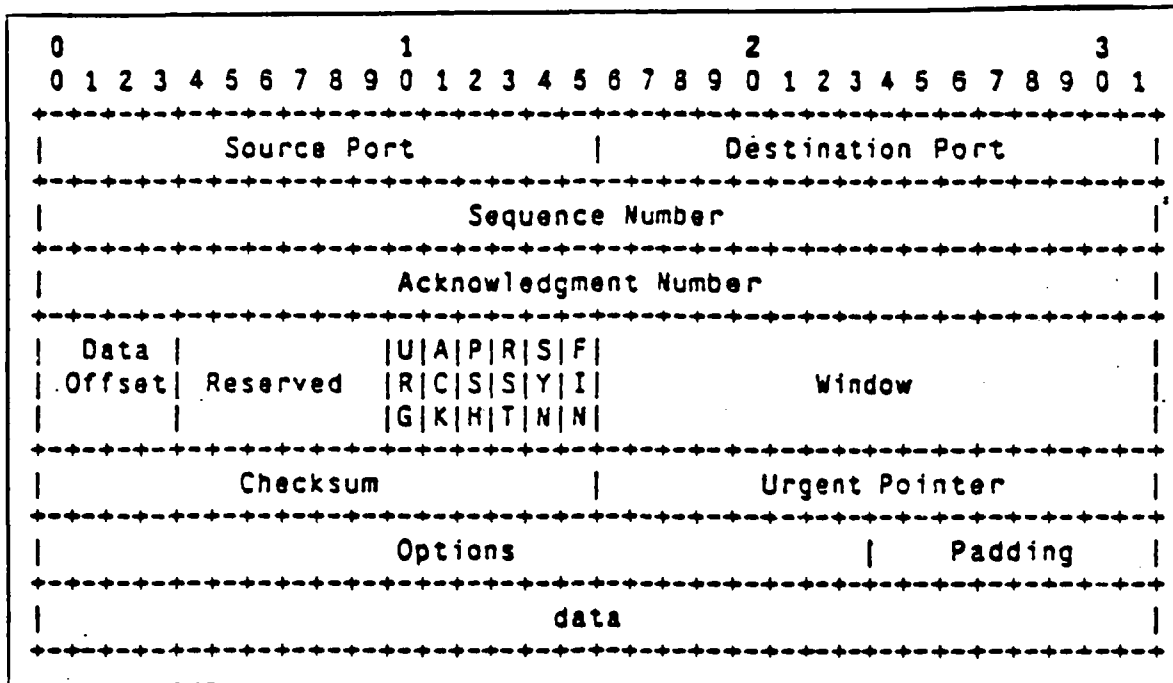 0 1 2 3
0 1 2 3 4 5 6 7 8 9 0 1 2 3 4 5 6 7 8 9 0 1 2 3 4 5 6 7 8 9 0 1
+-+-+-+-+-+-+-+-+-+-+-+-+-+-+-+-+-+-+-+-+-+-+-+-+-+-+-+-+-+-+-+-+
| Source Port | Destination Port |
+-+-+-+-+-+-+-+-+-+-+-+-+-+-+-+-+-+-+-+-+-+-+-+-+-+-+-+-+-+-+-+-+
| Sequence Number |
+-+-+-+-+-+-+-+-+-+-+-+-+-+-+-+-+-+-+-+-+-+-+-+-+-+-+-+-+-+-+-+-+
| Acknowledgment Number |
+-+-+-+-+-+-+-+-+-+-+-+-+-+-+-+-+-+-+-+-+-+-+-+-+-+-+-+-+-+-+-+-+
| Data | |U|A|P|R|S|F| |
| Offset| Reserved |R|C|S|S|Y|I| Window |
| | |G|K|H|T|N|N| |
+-+-+-+-+-+-+-+-+-+-+-+-+-+-+-+-+-+-+-+-+-+-+-+-+-+-+-+-+-+-+-+-+
| Checksum | Urgent Pointer |
+-+-+-+-+-+-+-+-+-+-+-+-+-+-+-+-+-+-+-+-+-+-+-+-+-+-+-+-+-+-+-+-+
| Options | Padding |
+-+-+-+-+-+-+-+-+-+-+-+-+-+-+-+-+-+-+-+-+-+-+-+-+-+-+-+-+-+-+-+-+
| data |
+-+-+-+-+-+-+-+-+-+-+-+-+-+-+-+-+-+-+-+-+-+-+-+-+-+-+-+-+-+-+-+-+